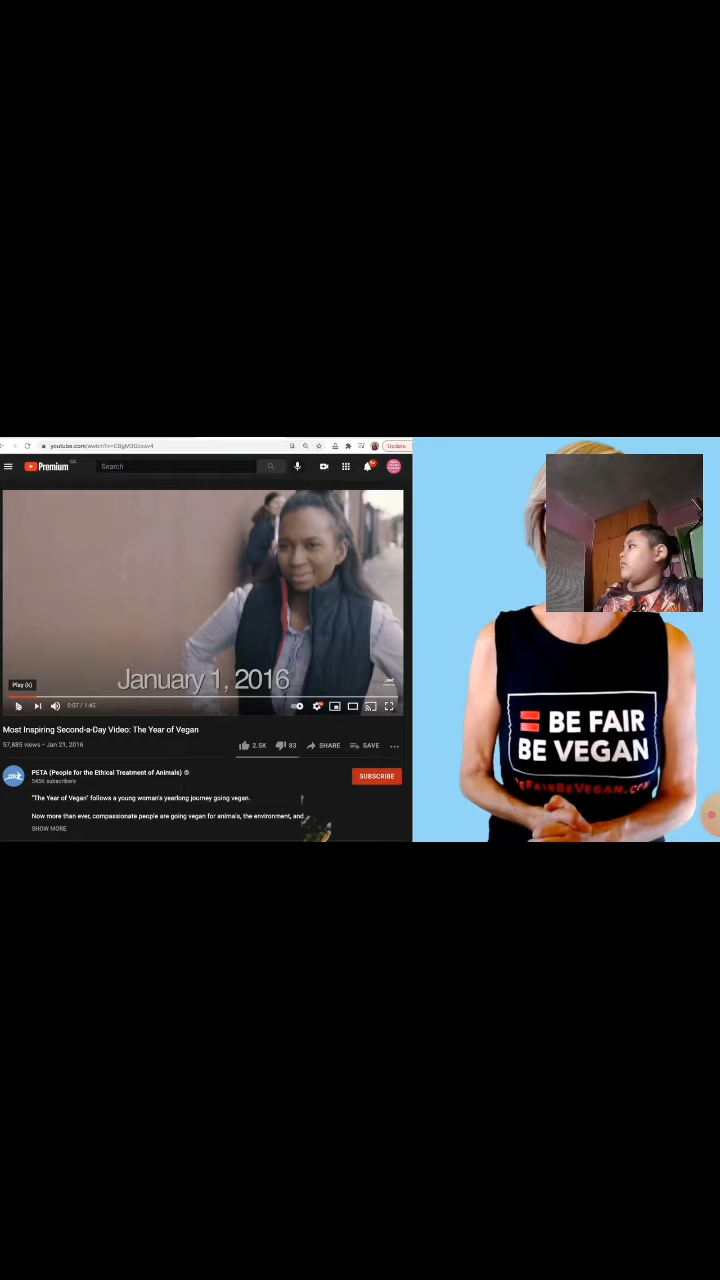 youtube.com/watch?v=
Update
Premium
CA
Search
9+
January 1, 2016
Play (k)
0:07 / 1:45
Most Inspiring Second-a-Day Video: The Year of Vegan
57,885 views • Jan 21, 2016
2.5K
83
SHARE
SAVE
PETA (People for the Ethical Treatment of Animals)
545K subscribers
SUBSCRIBE
"The Year of Vegan" follows a young woman's yearlong journey going vegan.
Now more than ever, compassionate people are going vegan for animals, the environment, and
SHOW MORE
= BE FAIR
BE VEGAN
BEFAIRBEVEGAN.CO